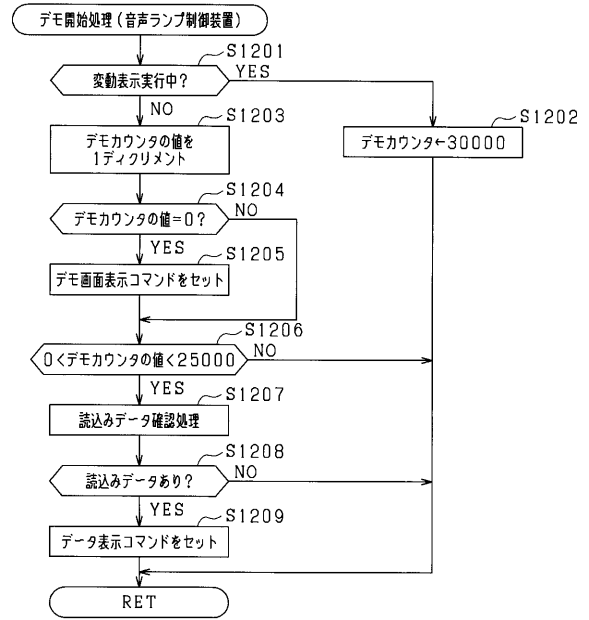 デモ開始処理(音声ランプ制御装置)
S1201
変動表示実行中?
YES
NO
S1203
S1202
デモカウンタの値を
1ディクリメント
デモカウンタ←30000
S1204
デモカウンタの値=0?
NO
YES
S1205
デモ画面表示コマンドをセット
S1206
0<デモカウンタの値<25000
NO
YES
S1207
読込みデータ確認処理
S1208
読込みデータあり?
NO
YES
S1209
データ表示コマンドをセット
RET